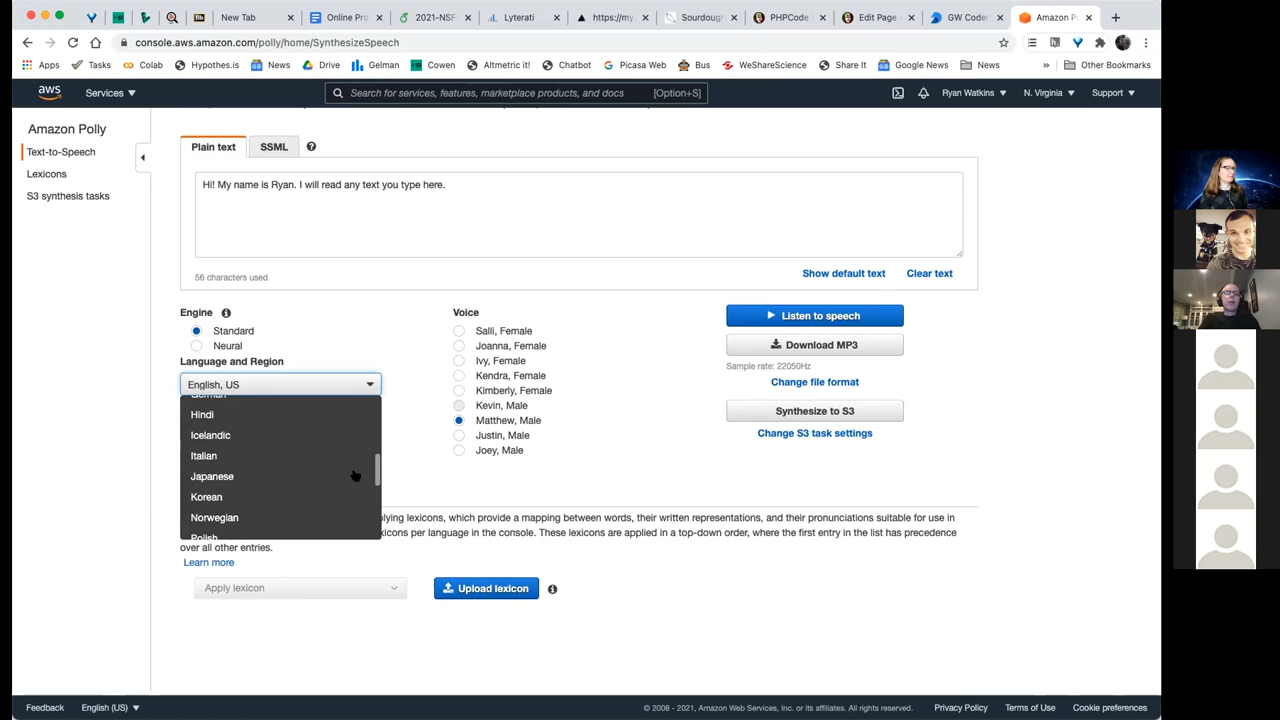 New Tab
Online Pro
2021-NSF
Lyterati
https://my
Sourdoug
PHPCode
Edit Page
GW Coder
Amazon Po
console.aws.amazon.com/polly/home/SynthesizeSpeech
Apps Tasks Colab Hypothes.is News Drive Gelman Cowen Altmetric it! Chatbot Picasa Web Bus WeShareScience Share It Google News News » Other Bookmarks
aws Services Search for services, features, marketplace products, and docs [Option+S] Ryan Watkins N. Virginia Support
Amazon Polly
Text-to-Speech
Lexicons
S3 synthesis tasks
Plain text SSML
Hi! My name is Ryan. I will read any text you type here.
56 characters used
Show default text Clear text
Engine
Standard
Neural
Language and Region
English, US
German
Hindi
Icelandic
Italian
Japanese
Korean
Norwegian
Polish
Voice
Salli, Female
Joanna, Female
Ivy, Female
Kendra, Female
Kimberly, Female
Kevin, Male
Matthew, Male
Justin, Male
Joey, Male
Listen to speech
Download MP3
Sample rate: 22050Hz
Change file format
Synthesize to S3
Change S3 task settings
plying lexicons, which provide a mapping between words, their written representations, and their pronunciations suitable for use in
xicons per language in the console. These lexicons are applied in a top-down order, where the first entry in the list has precedence
over all other entries.
Learn more
Apply lexicon Upload lexicon
Feedback English (US) © 2008 - 2021, Amazon Web Services, Inc. or its affiliates. All rights reserved. Privacy Policy Terms of Use Cookie preferences